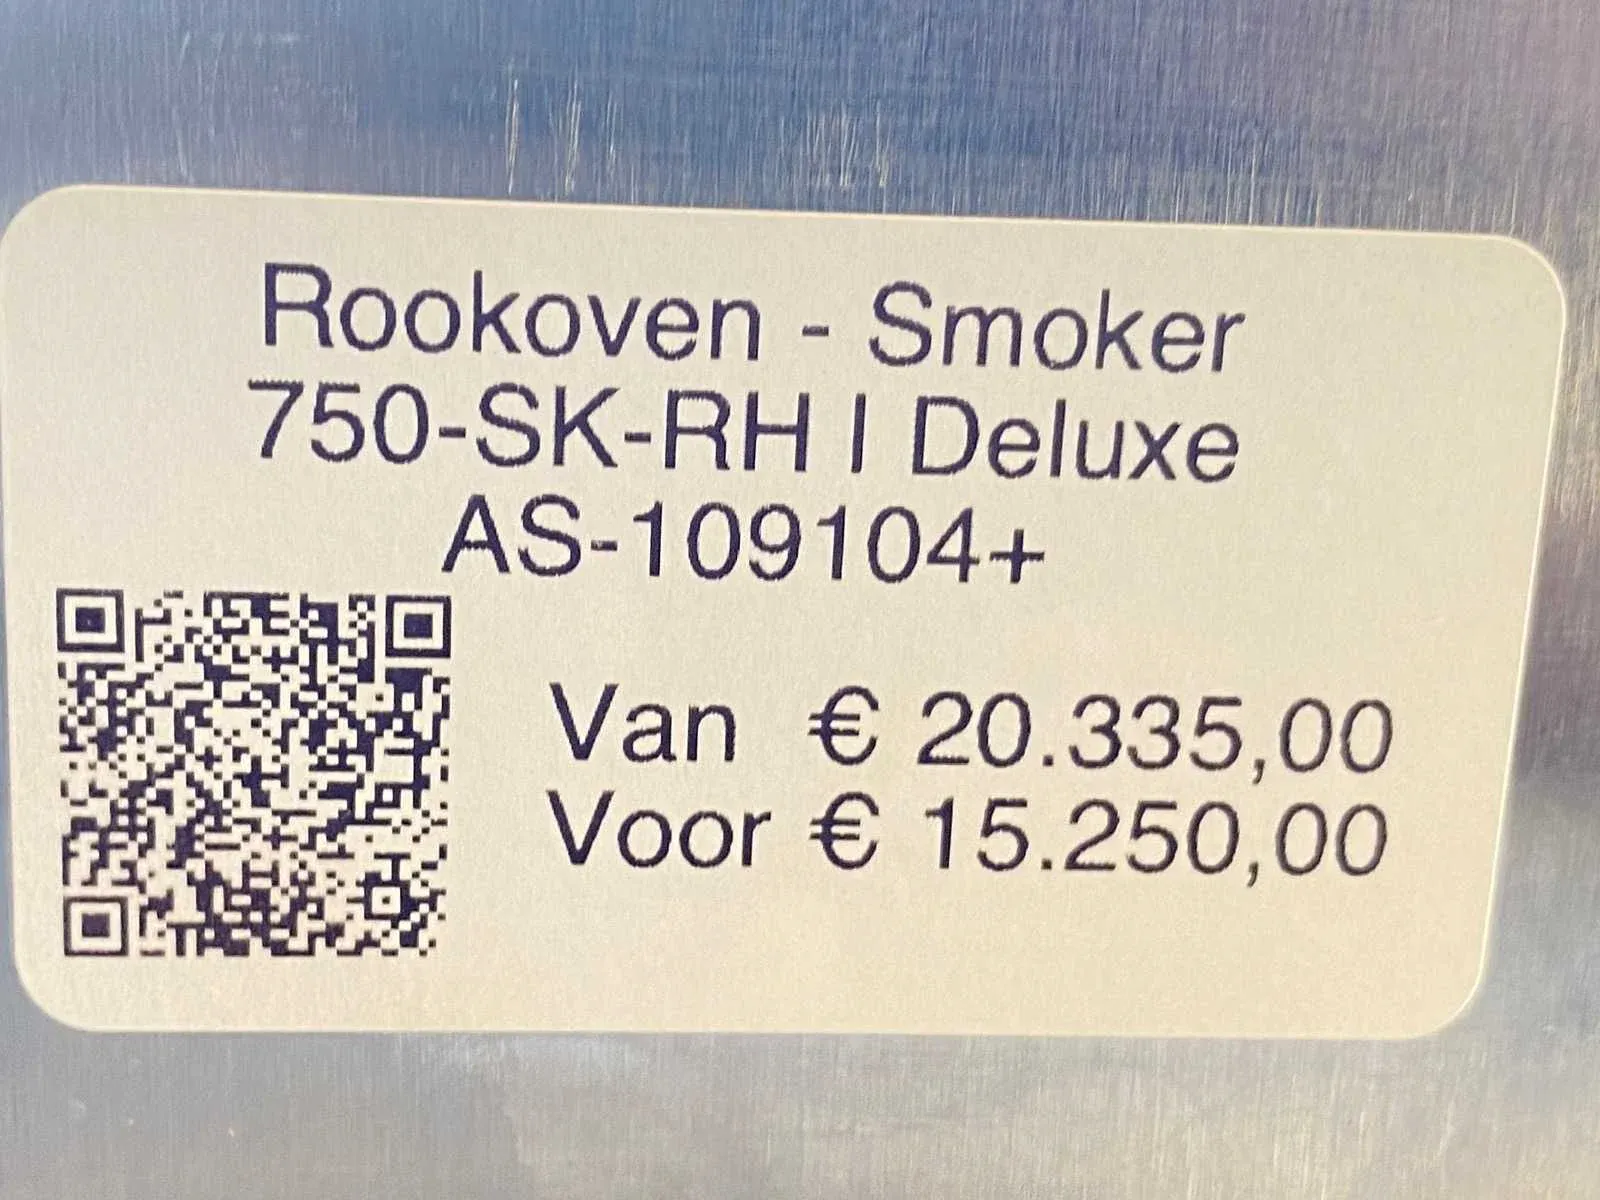 Rookoven - Smoker
750-SK-RH I Deluxe
AS-109104+
Van € 20.335,00
Voor € 15.250,00